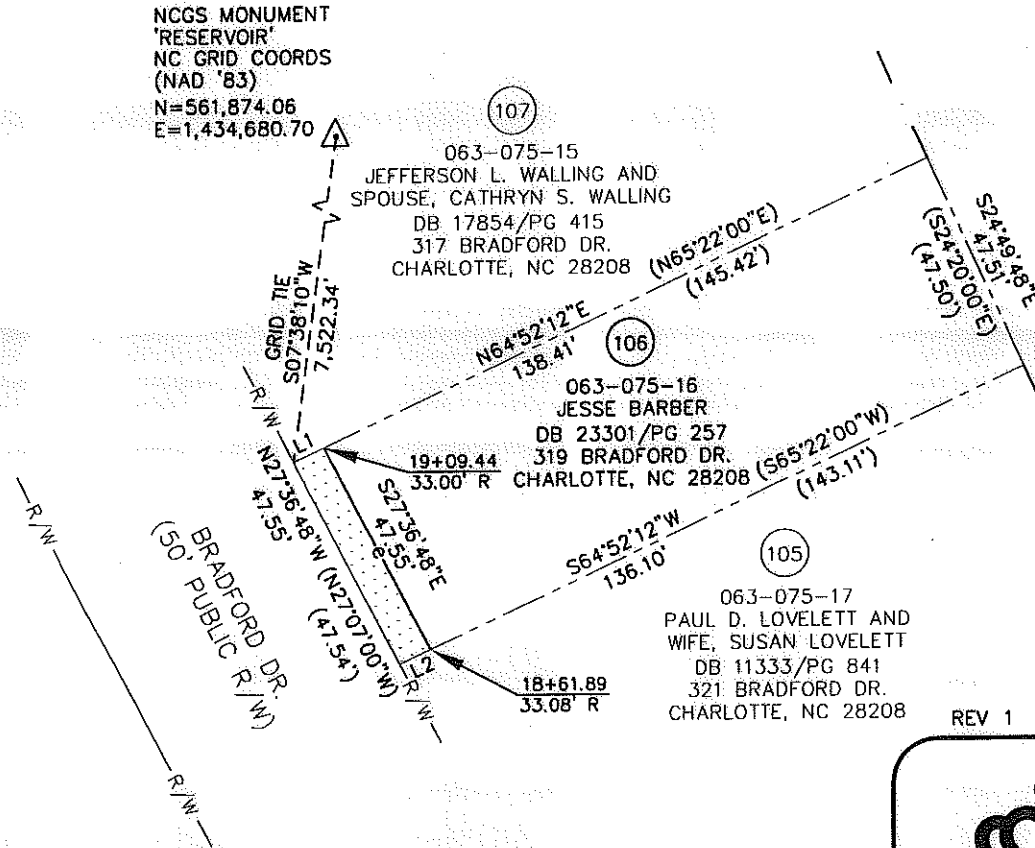 NCGS MONUMENT
'RESERVOIR'
NC GRID COORDS
(NAD '83)
N=561,874.06
E=1,434,680.70
107
063-075-15
JEFFERSON L. WALLING AND
SPOUSE, CATHRYN S. WALLING
DB 17854/PG 415
317 BRADFORD DR.
CHARLOTTE, NC 28208
GRID TIE
S07°38'10"W
7,522.34'
(N65°22'00"E)
(145.42')
N64°52'12"E
138.41'
S24°49'48"E
47.51'
(S24°20'00"E)
(47.50')
106
063-075-16
JESSE BARBER
DB 23301/PG 257
319 BRADFORD DR.
CHARLOTTE, NC 28208
R/W
L1
19+09.44
33.00' R
N27°36'48"W (N27°07'00"W)
47.55' (47.54')
S27°36'48"E
47.55'
e
(S65°22'00"W)
(143.11')
S64°52'12"W
136.10'
R/W
BRADFORD DR.
(50' PUBLIC R/W)
L2
R/W
18+61.89
33.08' R
105
063-075-17
PAUL D. LOVELETT AND
WIFE, SUSAN LOVELETT
DB 11333/PG 841
321 BRADFORD DR.
CHARLOTTE, NC 28208
REV 1
R/W